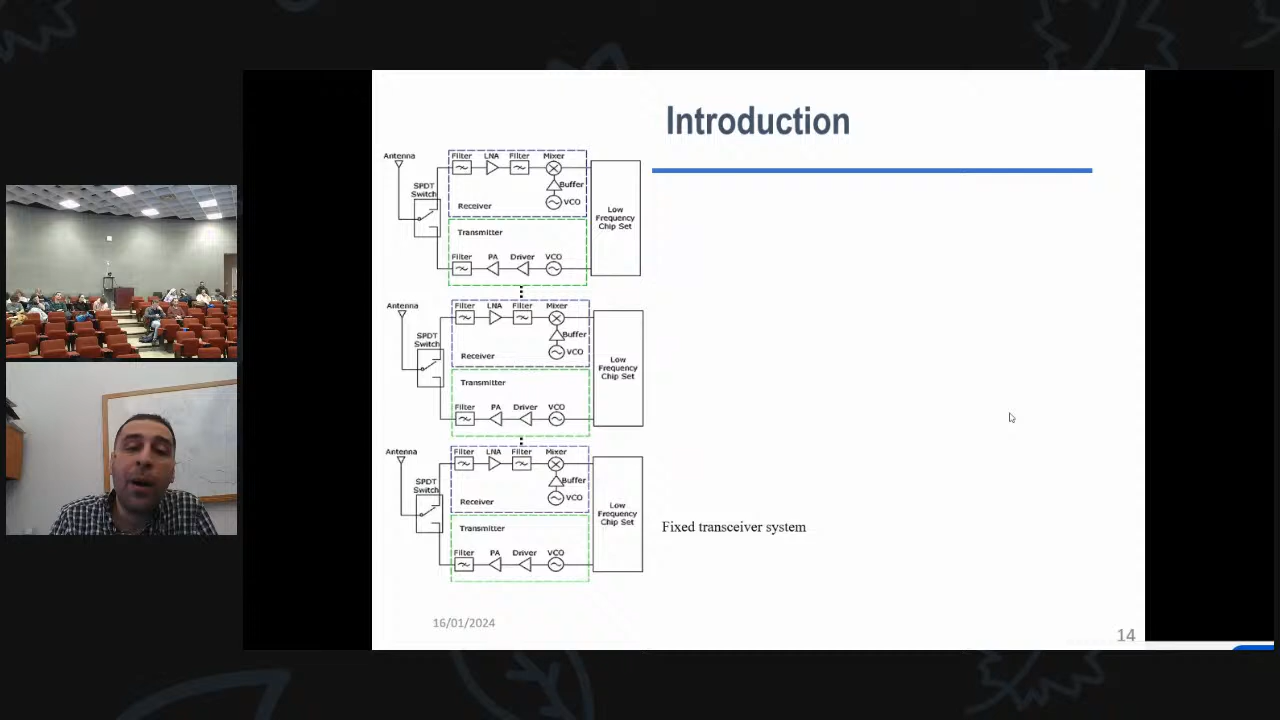 Introduction
Antenna
Filter LNA Filter Mixer
SPDT
Switch
Buffer
VCO
Receiver
Low
Frequency
Chip Set
Transmitter
Filter PA Driver VCO
Antenna
Filter LNA Filter Mixer
SPDT
Switch
Buffer
VCO
Receiver
Low
Frequency
Chip Set
Transmitter
Filter PA Driver VCO
Antenna
Filter LNA Filter Mixer
SPDT
Switch
Buffer
VCO
Receiver
Low
Frequency
Chip Set
Transmitter
Filter PA Driver VCO
Fixed transceiver system
16/01/2024
14